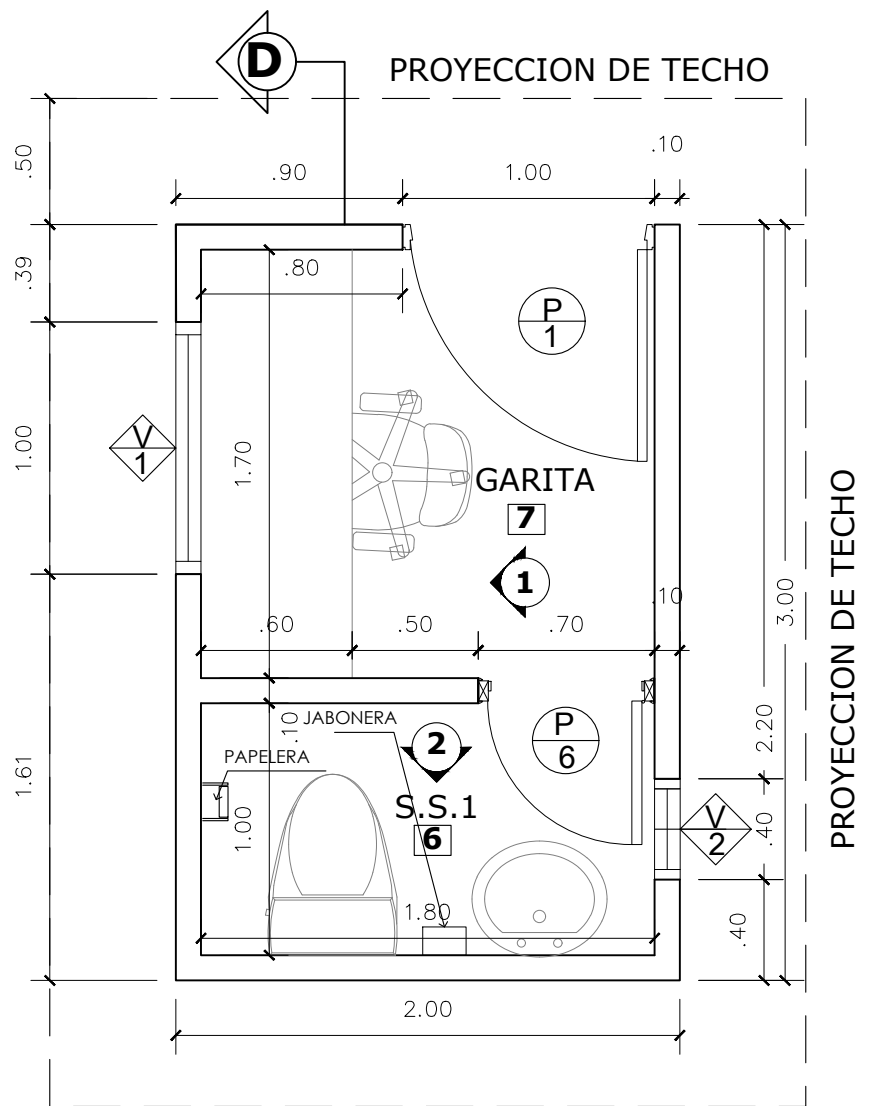 D
PROYECCION DE TECHO
.50
.90
1.00
.10
.39
.80
P
1
1.00
V
1
1.70
GARITA
7
1
PROYECCION DE TECHO
.60
.50
.70
.10
3.00
JABONERA
.10
2
P
6
2.20
PAPELERA
1.61
1.00
S.S.1
6
V
2
.40
1.80
.40
2.00